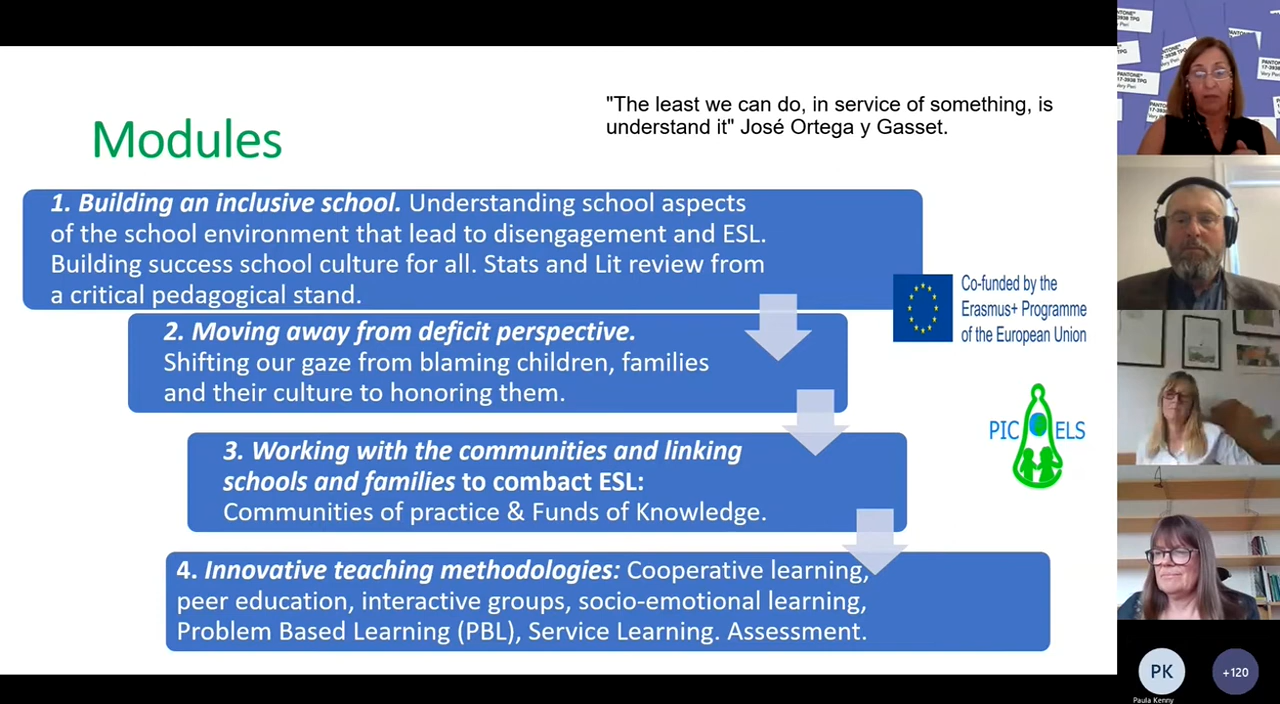 Modules
"The least we can do, in service of something, is
understand it" José Ortega y Gasset.
1. Building an inclusive school. Understanding school aspects
of the school environment that lead to disengagement and ESL.
Building success school culture for all. Stats and Lit review from
a critical pedagogical stand.
2. Moving away from deficit perspective.
Shifting our gaze from blaming children, families
and their culture to honoring them.
3. Working with the communities and linking
schools and families to combact ESL:
Communities of practice & Funds of Knowledge.
4. Innovative teaching methodologies: Cooperative learning,
peer education, interactive groups, socio-emotional learning,
Problem Based Learning (PBL), Service Learning. Assessment.
Co-funded by the
Erasmus+ Programme
of the European Union
PIC ELS
PANTONE®
17-3938 TPG
Very Peri
PK
+120
Paula Kenny